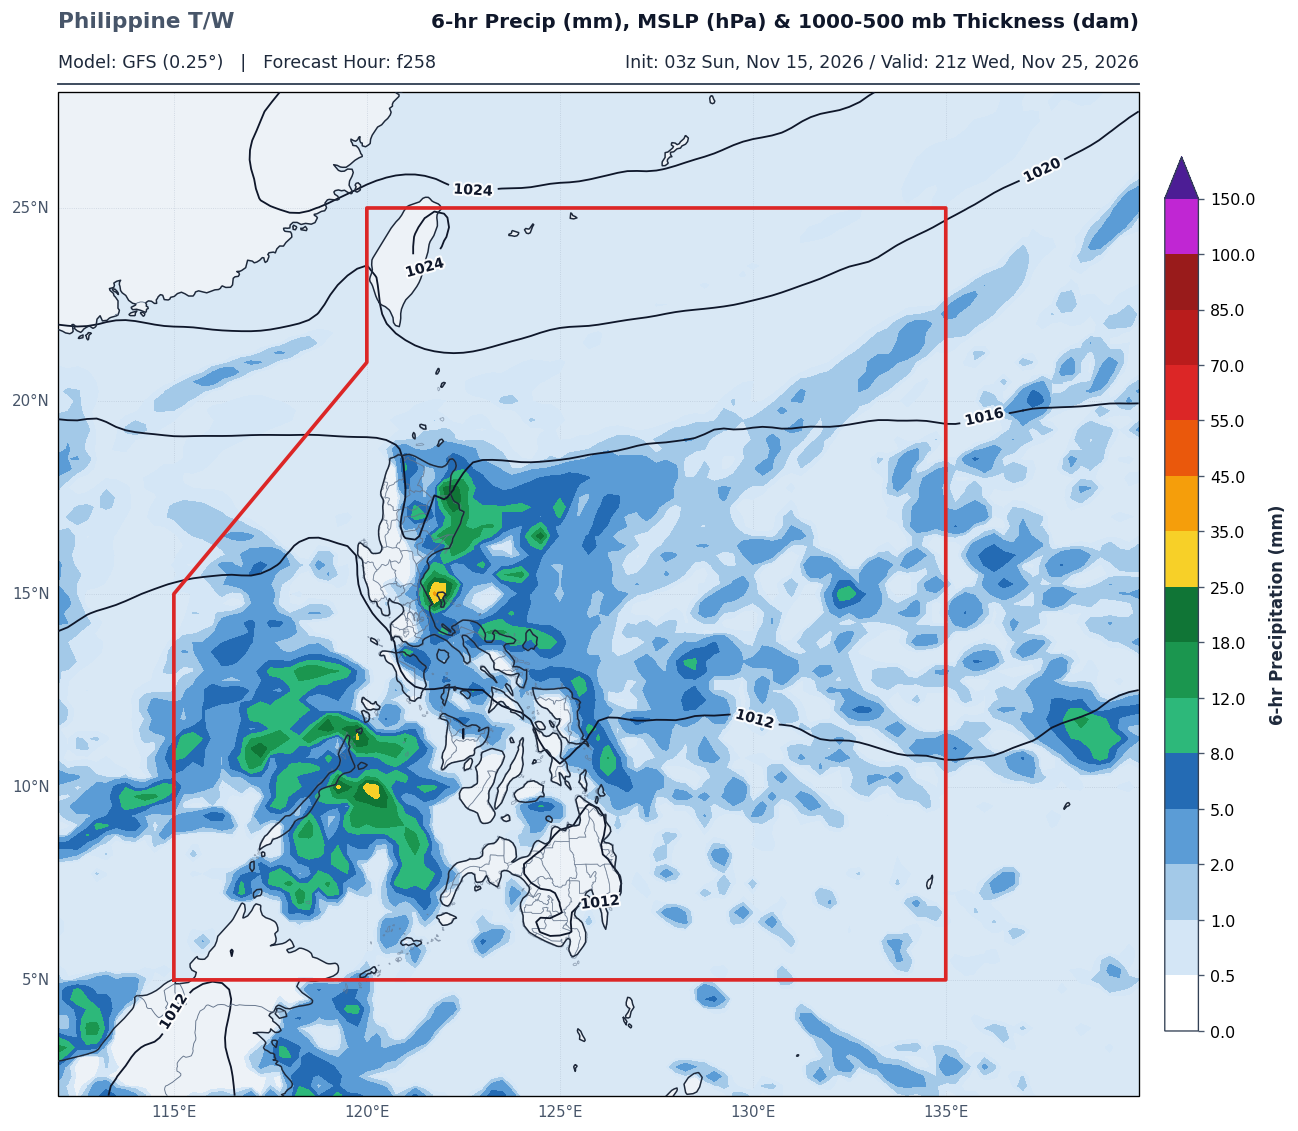 Philippine T/W
6-hr Precip (mm), MSLP (hPa) & 1000-500 mb Thickness (dam)
Model: GFS (0.25°)   |   Forecast Hour: f258
Init: 03z Sun, Nov 15, 2026 / Valid: 21z Wed, Nov 25, 2026
1024
1020
1024
1016
1012
1012
1012
25°N
20°N
15°N
10°N
5°N
115°E
120°E
125°E
130°E
135°E
150.0
100.0
85.0
70.0
55.0
45.0
35.0
25.0
18.0
12.0
8.0
5.0
2.0
1.0
0.5
0.0
6-hr Precipitation (mm)